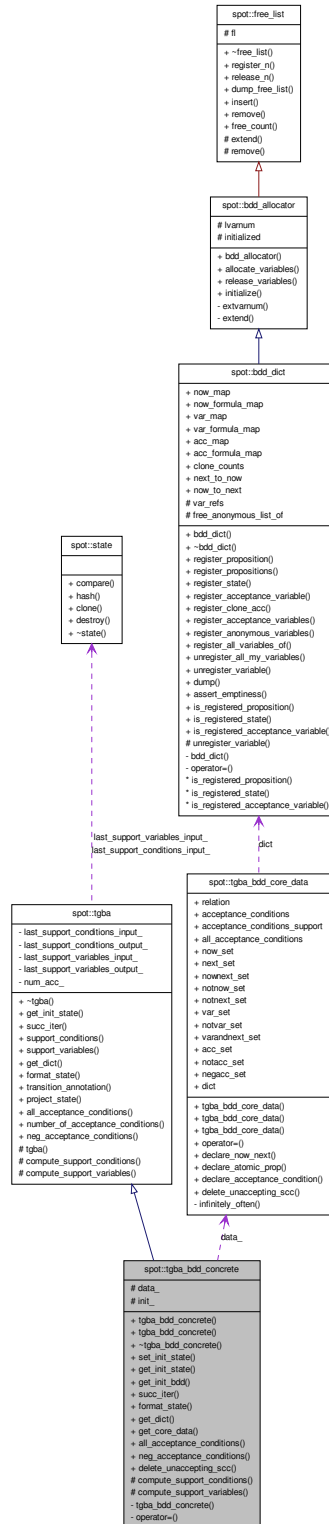 spot::free_list
# fl
+ ~free_list()
+ register_n()
+ release_n()
+ dump_free_list()
+ insert()
+ remove()
+ free_count()
# extend()
# remove()
spot::bdd_allocator
# lvarnum
# initialized
+ bdd_allocator()
+ allocate_variables()
+ release_variables()
+ initialize()
- extvarnum()
- extend()
spot::bdd_dict
+ now_map
+ now_formula_map
+ var_map
+ var_formula_map
+ acc_map
+ acc_formula_map
+ clone_counts
+ next_to_now
+ now_to_next
# var_refs
# free_anonymous_list_of
+ bdd_dict()
+ ~bdd_dict()
+ register_proposition()
+ register_propositions()
+ register_state()
+ register_acceptance_variable()
+ register_clone_acc()
+ register_acceptance_variables()
+ register_anonymous_variables()
+ register_all_variables_of()
+ unregister_all_my_variables()
+ unregister_variable()
+ dump()
+ assert_emptiness()
+ is_registered_proposition()
+ is_registered_state()
+ is_registered_acceptance_variable()
# unregister_variable()
- bdd_dict()
- operator=()
* is_registered_proposition()
* is_registered_state()
* is_registered_acceptance_variable()
spot::state
+ compare()
+ hash()
+ clone()
+ destroy()
+ ~state()
last_support_variables_input_
last_support_conditions_input_
dict
spot::tgba
- last_support_conditions_input_
- last_support_conditions_output_
- last_support_variables_input_
- last_support_variables_output_
- num_acc_
+ ~tgba()
+ get_init_state()
+ succ_iter()
+ support_conditions()
+ support_variables()
+ get_dict()
+ format_state()
+ transition_annotation()
+ project_state()
+ all_acceptance_conditions()
+ number_of_acceptance_conditions()
+ neg_acceptance_conditions()
# tgba()
# compute_support_conditions()
# compute_support_variables()
spot::tgba_bdd_core_data
+ relation
+ acceptance_conditions
+ acceptance_conditions_support
+ all_acceptance_conditions
+ now_set
+ next_set
+ nownext_set
+ notnow_set
+ notnext_set
+ var_set
+ notvar_set
+ varandnext_set
+ acc_set
+ notacc_set
+ negacc_set
+ dict
+ tgba_bdd_core_data()
+ tgba_bdd_core_data()
+ tgba_bdd_core_data()
+ operator=()
+ declare_now_next()
+ declare_atomic_prop()
+ declare_acceptance_condition()
+ delete_unaccepting_scc()
- infinitely_often()
data_
spot::tgba_bdd_concrete
# data_
# init_
+ tgba_bdd_concrete()
+ tgba_bdd_concrete()
+ ~tgba_bdd_concrete()
+ set_init_state()
+ get_init_state()
+ get_init_bdd()
+ succ_iter()
+ format_state()
+ get_dict()
+ get_core_data()
+ all_acceptance_conditions()
+ neg_acceptance_conditions()
+ delete_unaccepting_scc()
# compute_support_conditions()
# compute_support_variables()
- tgba_bdd_concrete()
- operator=()